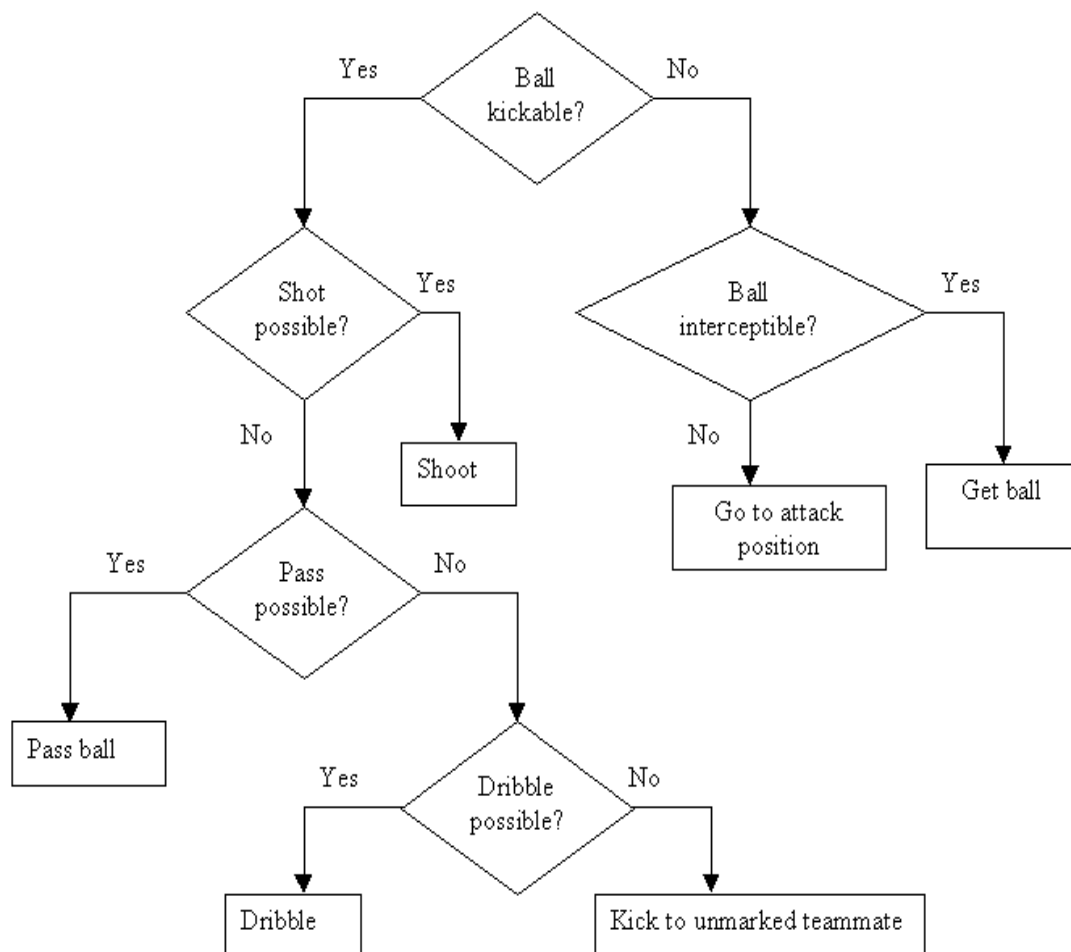 Yes
No
Ball
kickable?
Shot
possible?
Yes
Ball
interceptible?
Yes
No
Shoot
No
Go to attack
position
Get ball
Yes
Pass
possible?
No
Pass ball
Yes
Dribble
possible?
No
Dribble
Kick to unmarked teammate